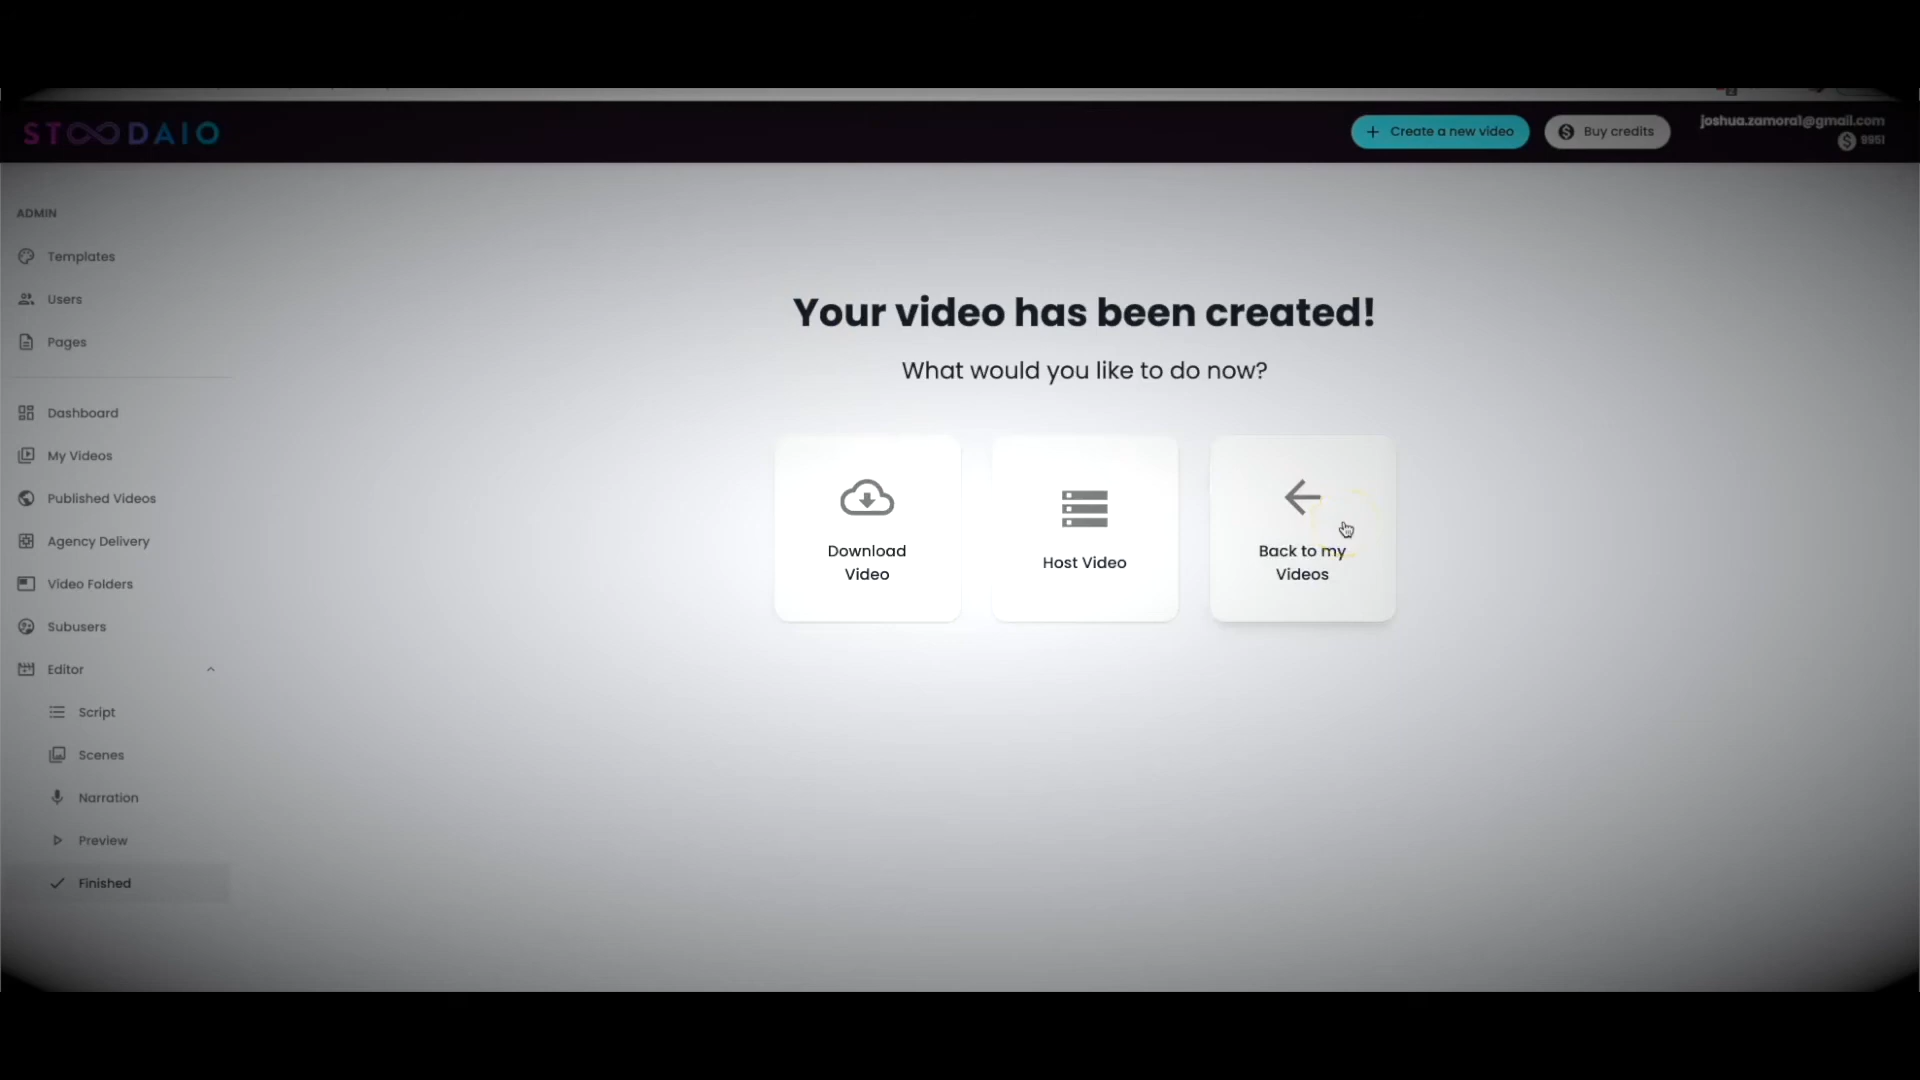 STOODAIO
Create a new video
Buy credits
joshua.zamora1@gmail.com
9951
ADMIN
Templates
Users
Pages
Dashboard
My Videos
Published Videos
Agency Delivery
Video Folders
Subusers
Editor
Script
Scenes
Narration
Preview
Finished
Your video has been created!
What would you like to do now?
Download
Video
Host Video
Back to my
Videos